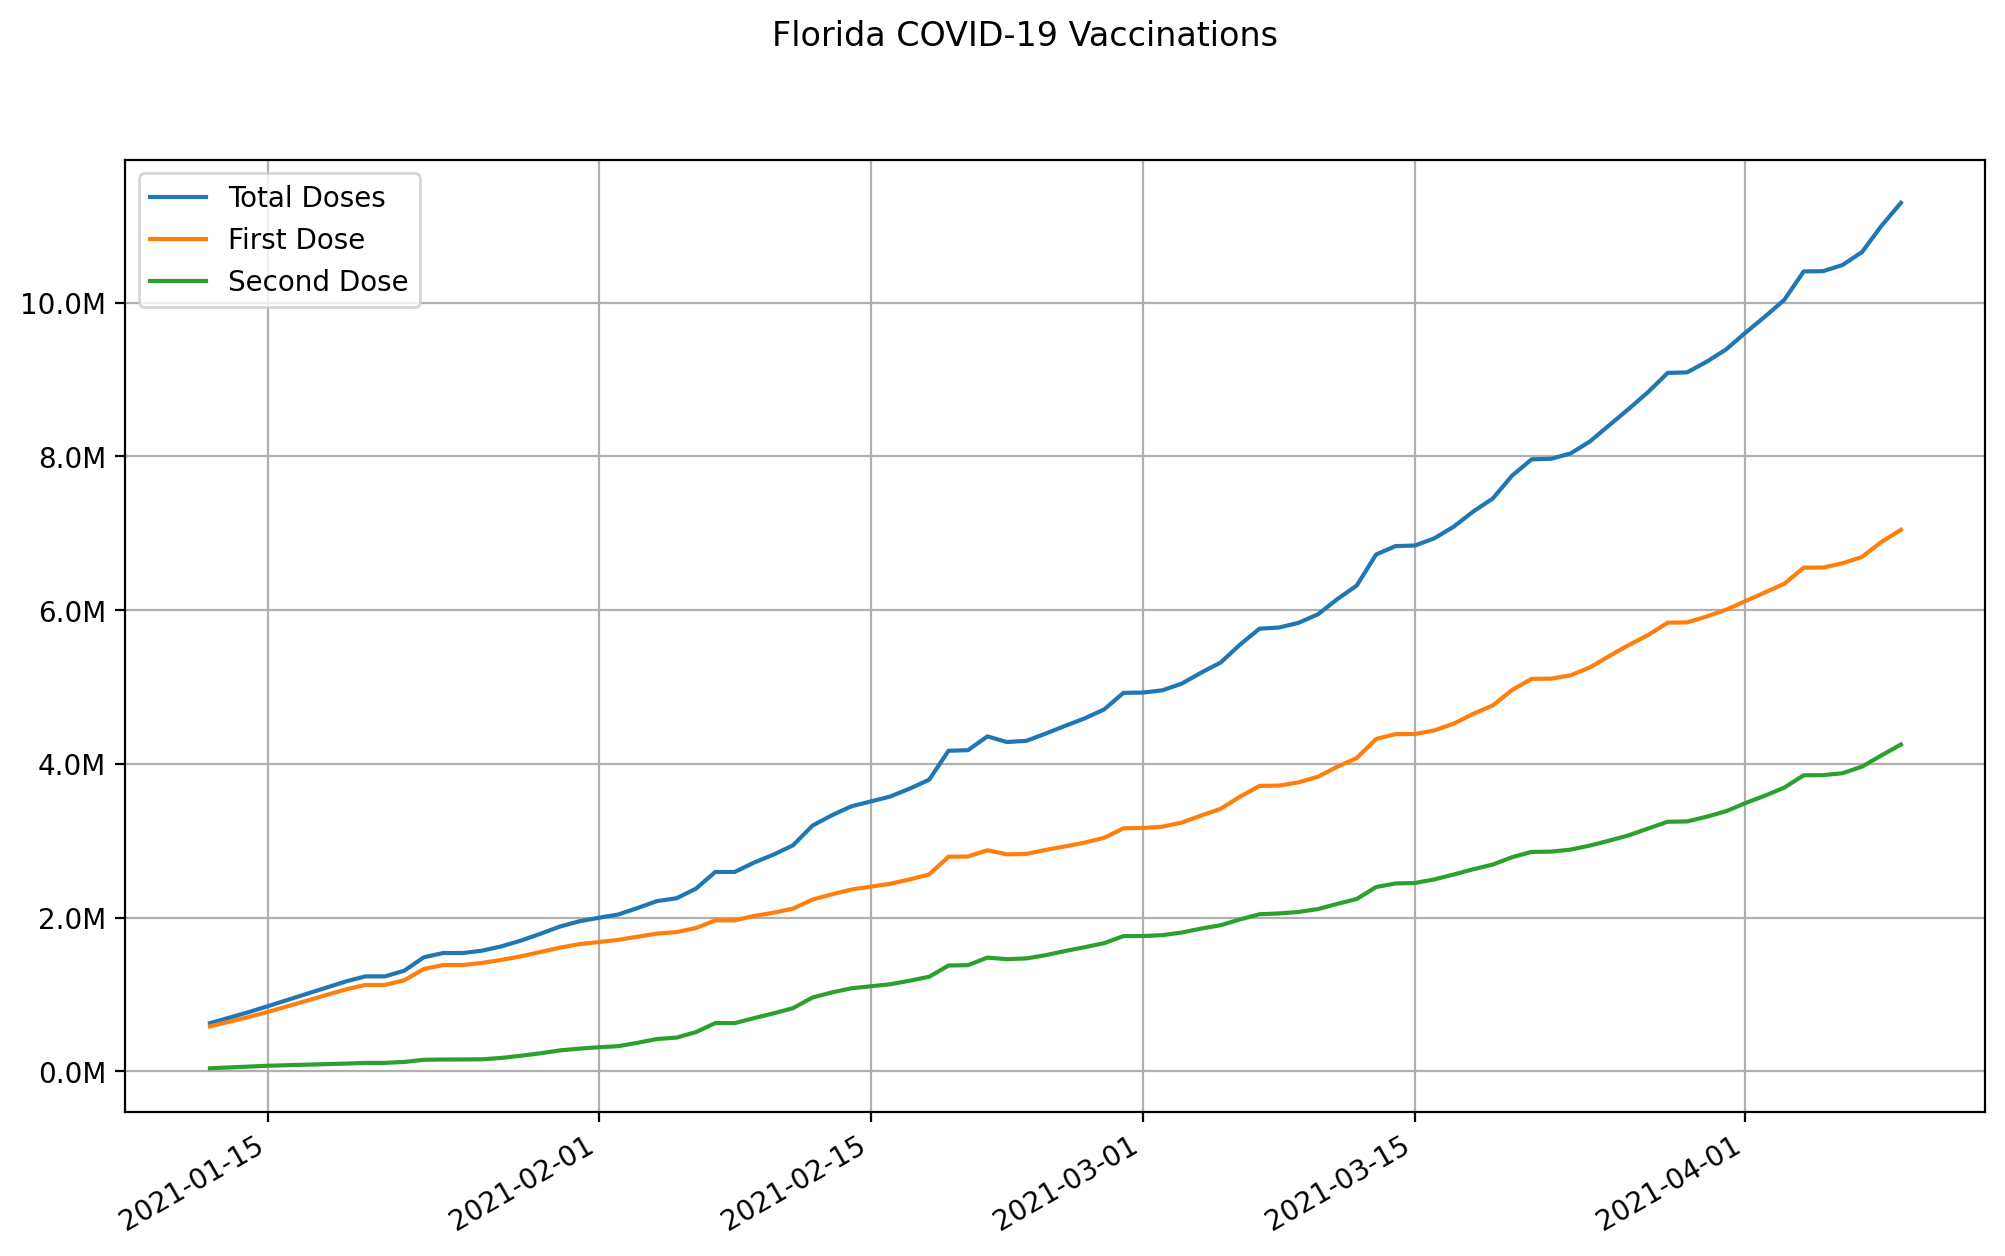 Florida COVID-19 Vaccinations
Total Doses
First Dose
Second Dose
10.0M
8.0M
6.0M
4.0M
2.0M
0.0M
2021-01-15
2021-02-01
2021-02-15
2021-03-01
2021-03-15
2021-04-01